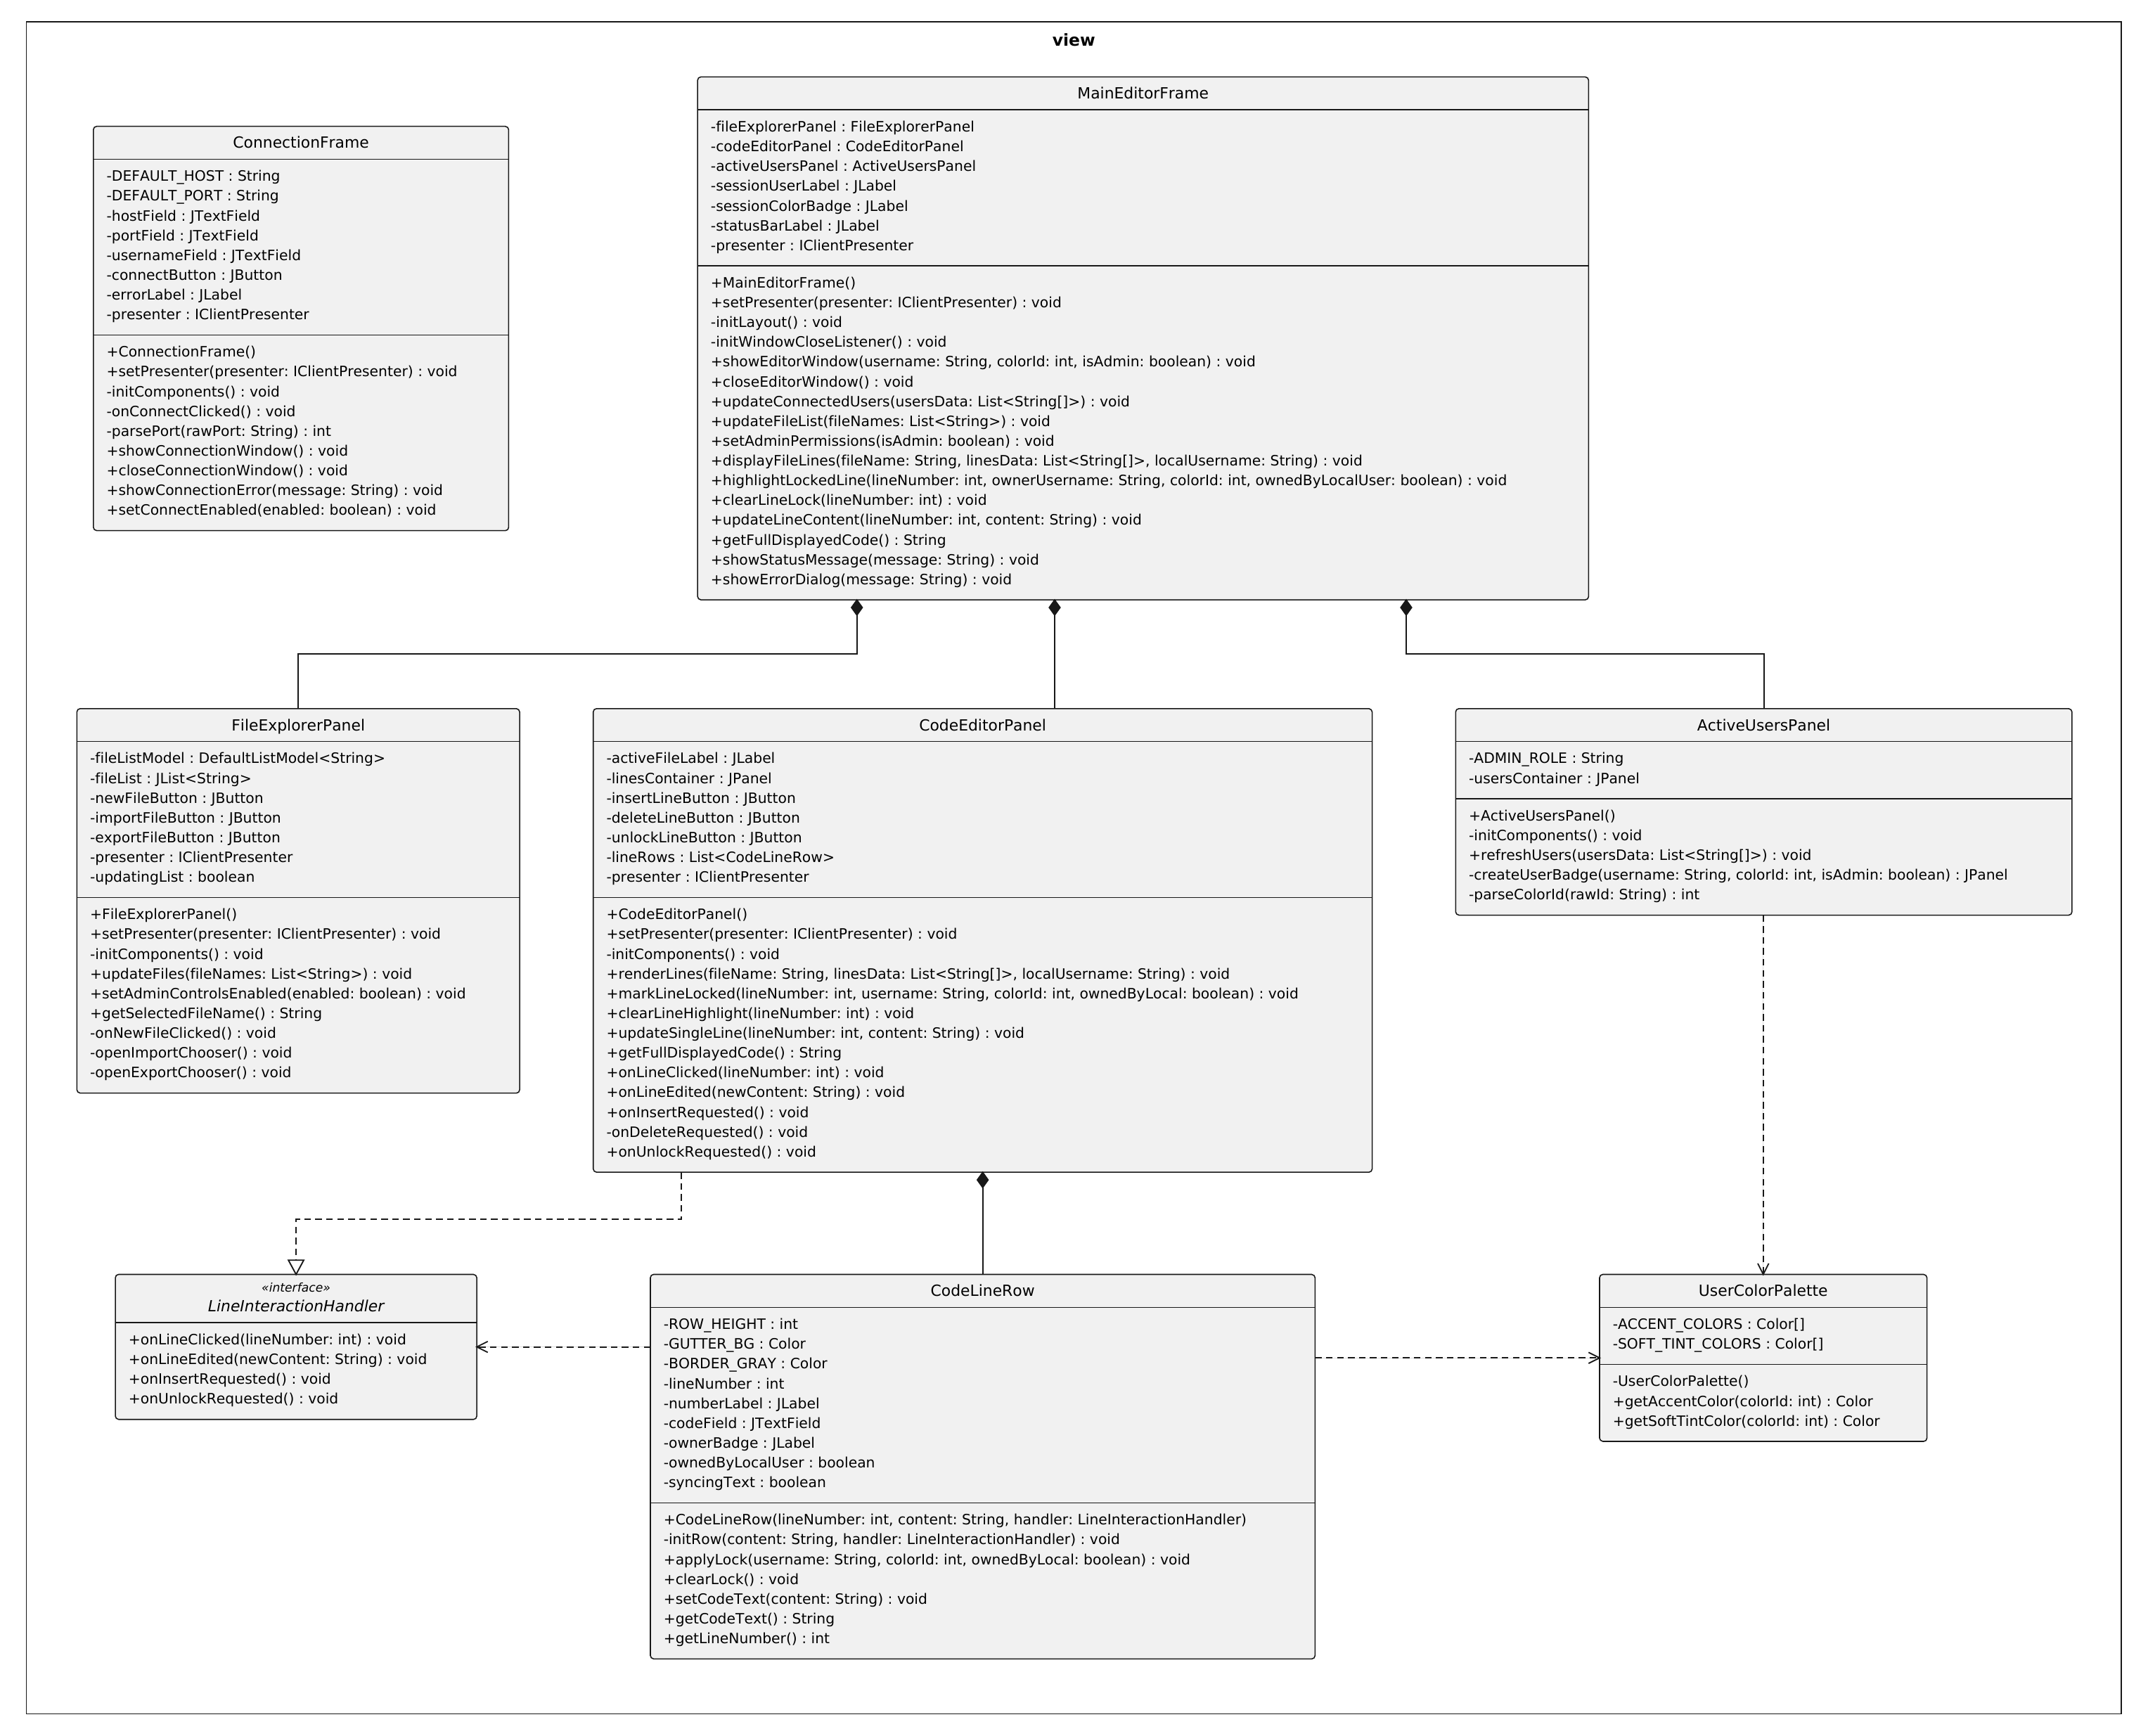 view
ConnectionFrame
-DEFAULT_HOST : String
-DEFAULT_PORT : String
-hostField : JTextField
-portField : JTextField
-usernameField : JTextField
-connectButton : JButton
-errorLabel : JLabel
-presenter : IClientPresenter
+ConnectionFrame()
+setPresenter(presenter: IClientPresenter) : void
-initComponents() : void
-onConnectClicked() : void
-parsePort(rawPort: String) : int
+showConnectionWindow() : void
+closeConnectionWindow() : void
+showConnectionError(message: String) : void
+setConnectEnabled(enabled: boolean) : void
MainEditorFrame
-fileExplorerPanel : FileExplorerPanel
-codeEditorPanel : CodeEditorPanel
-activeUsersPanel : ActiveUsersPanel
-sessionUserLabel : JLabel
-sessionColorBadge : JLabel
-statusBarLabel : JLabel
-presenter : IClientPresenter
+MainEditorFrame()
+setPresenter(presenter: IClientPresenter) : void
-initLayout() : void
-initWindowCloseListener() : void
+showEditorWindow(username: String, colorId: int, isAdmin: boolean) : void
+closeEditorWindow() : void
+updateConnectedUsers(usersData: List<String[]>) : void
+updateFileList(fileNames: List<String>) : void
+setAdminPermissions(isAdmin: boolean) : void
+displayFileLines(fileName: String, linesData: List<String[]>, localUsername: String) : void
+highlightLockedLine(lineNumber: int, ownerUsername: String, colorId: int, ownedByLocalUser: boolean) : void
+clearLineLock(lineNumber: int) : void
+updateLineContent(lineNumber: int, content: String) : void
+getFullDisplayedCode() : String
+showStatusMessage(message: String) : void
+showErrorDialog(message: String) : void
FileExplorerPanel
-fileListModel : DefaultListModel<String>
-fileList : JList<String>
-newFileButton : JButton
-importFileButton : JButton
-exportFileButton : JButton
-presenter : IClientPresenter
-updatingList : boolean
+FileExplorerPanel()
+setPresenter(presenter: IClientPresenter) : void
-initComponents() : void
+updateFiles(fileNames: List<String>) : void
+setAdminControlsEnabled(enabled: boolean) : void
+getSelectedFileName() : String
-onNewFileClicked() : void
-openImportChooser() : void
-openExportChooser() : void
CodeEditorPanel
-activeFileLabel : JLabel
-linesContainer : JPanel
-insertLineButton : JButton
-deleteLineButton : JButton
-unlockLineButton : JButton
-lineRows : List<CodeLineRow>
-presenter : IClientPresenter
+CodeEditorPanel()
+setPresenter(presenter: IClientPresenter) : void
-initComponents() : void
+renderLines(fileName: String, linesData: List<String[]>, localUsername: String) : void
+markLineLocked(lineNumber: int, username: String, colorId: int, ownedByLocal: boolean) : void
+clearLineHighlight(lineNumber: int) : void
+updateSingleLine(lineNumber: int, content: String) : void
+getFullDisplayedCode() : String
+onLineClicked(lineNumber: int) : void
+onLineEdited(newContent: String) : void
+onInsertRequested() : void
-onDeleteRequested() : void
+onUnlockRequested() : void
ActiveUsersPanel
-ADMIN_ROLE : String
-usersContainer : JPanel
+ActiveUsersPanel()
-initComponents() : void
+refreshUsers(usersData: List<String[]>) : void
-createUserBadge(username: String, colorId: int, isAdmin: boolean) : JPanel
-parseColorId(rawId: String) : int
«interface»
LineInteractionHandler
+onLineClicked(lineNumber: int) : void
+onLineEdited(newContent: String) : void
+onInsertRequested() : void
+onUnlockRequested() : void
CodeLineRow
-ROW_HEIGHT : int
-GUTTER_BG : Color
-BORDER_GRAY : Color
-lineNumber : int
-numberLabel : JLabel
-codeField : JTextField
-ownerBadge : JLabel
-ownedByLocalUser : boolean
-syncingText : boolean
+CodeLineRow(lineNumber: int, content: String, handler: LineInteractionHandler)
-initRow(content: String, handler: LineInteractionHandler) : void
+applyLock(username: String, colorId: int, ownedByLocal: boolean) : void
+clearLock() : void
+setCodeText(content: String) : void
+getCodeText() : String
+getLineNumber() : int
UserColorPalette
-ACCENT_COLORS : Color[]
-SOFT_TINT_COLORS : Color[]
-UserColorPalette()
+getAccentColor(colorId: int) : Color
+getSoftTintColor(colorId: int) : Color